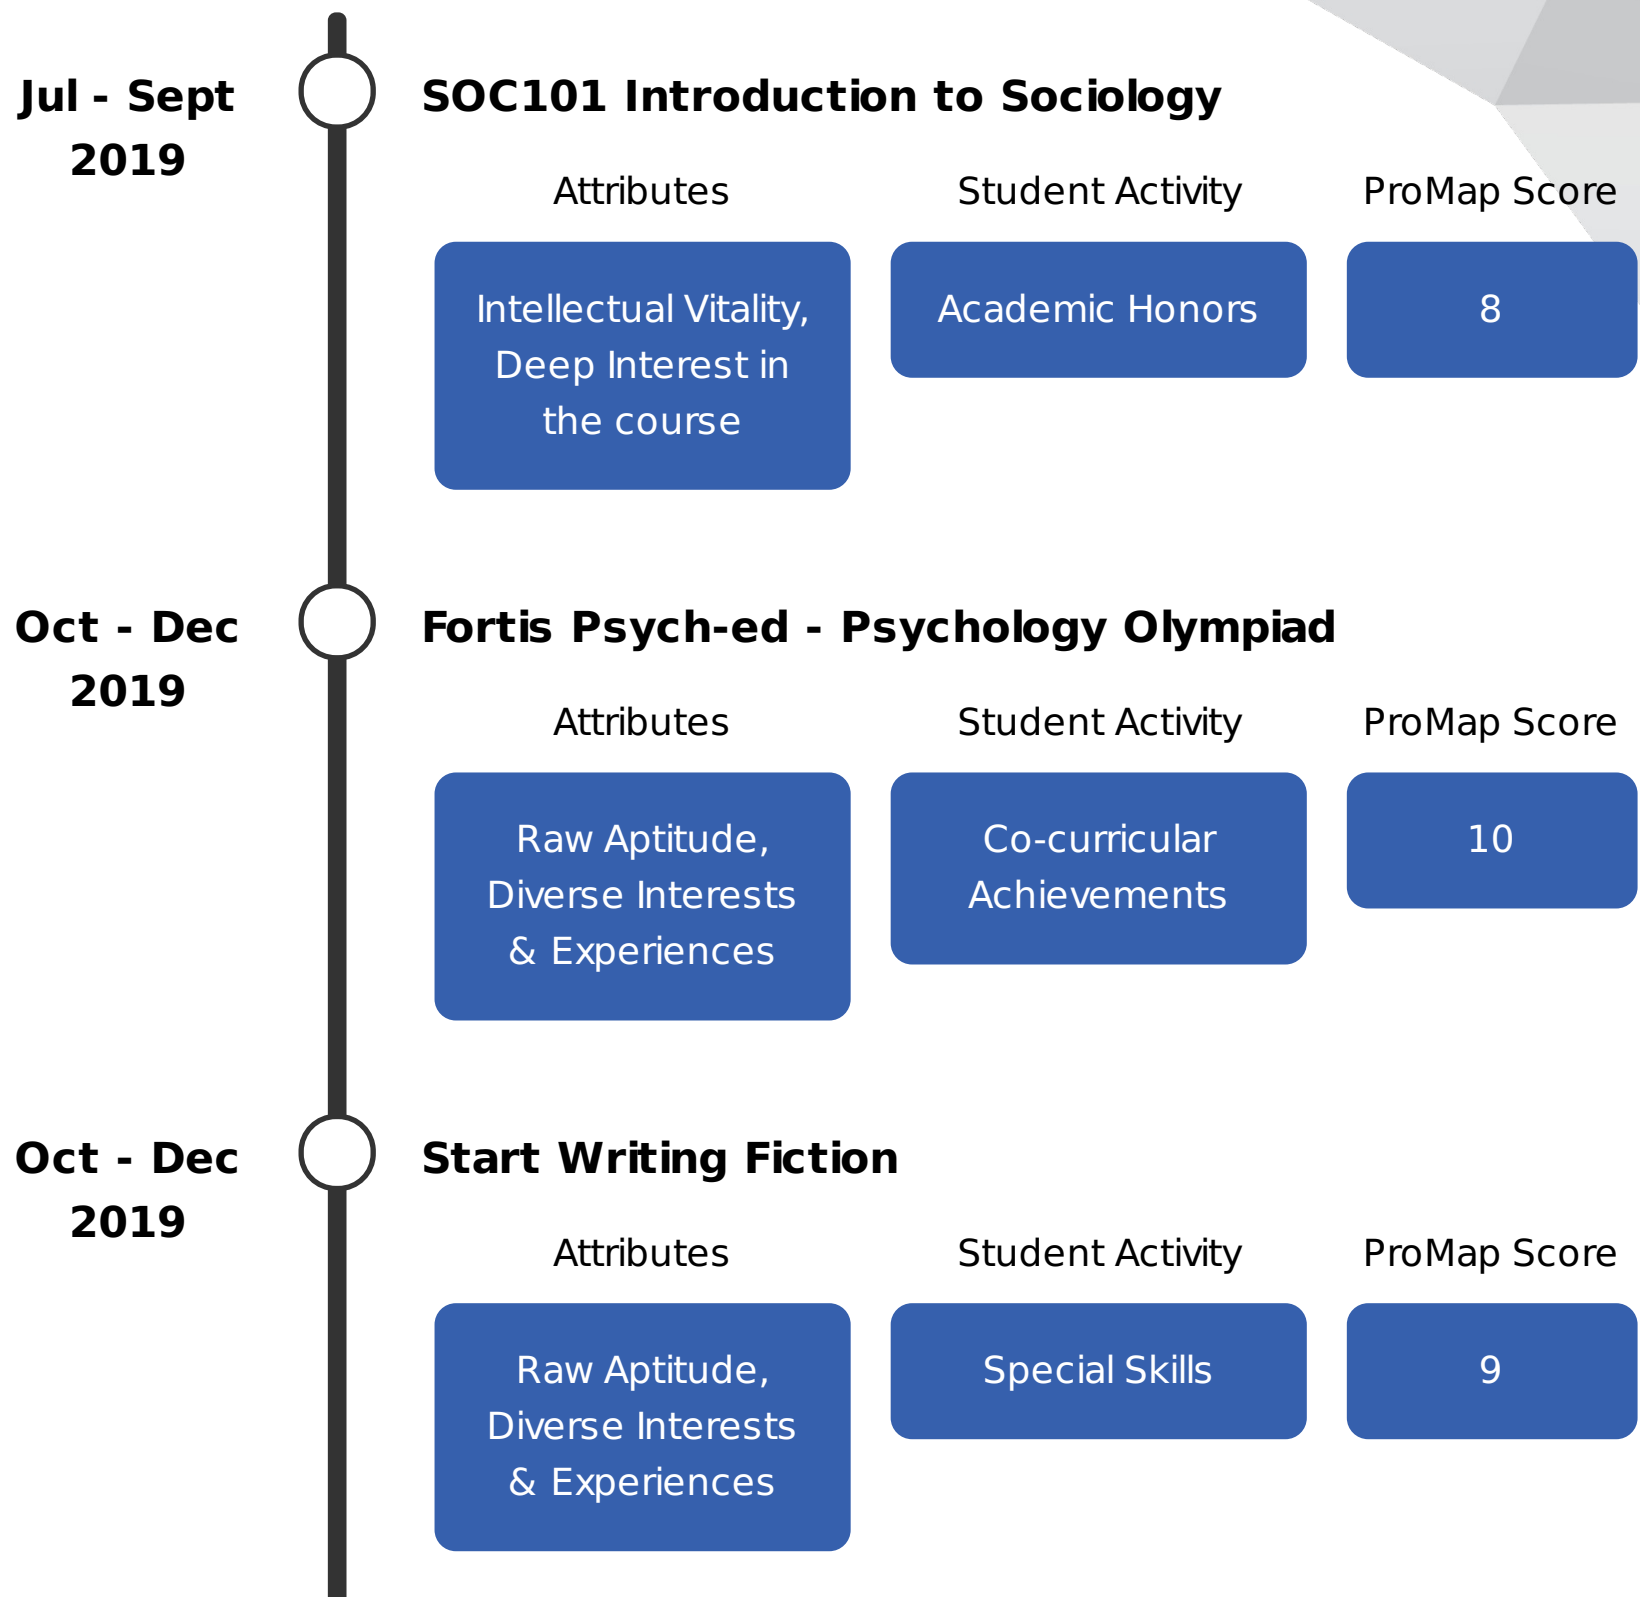 Jul - Sept
2019
SOC101 Introduction to Sociology
Attributes
Student Activity
ProMap Score
Intellectual Vitality,
Deep Interest in
the course
Academic Honors
8
Oct - Dec
2019
Fortis Psych-ed - Psychology Olympiad
Attributes
Student Activity
ProMap Score
Raw Aptitude,
Diverse Interests
& Experiences
Co-curricular
Achievements
10
Oct - Dec
2019
Start Writing Fiction
Attributes
Student Activity
ProMap Score
Raw Aptitude,
Diverse Interests
& Experiences
Special Skills
9